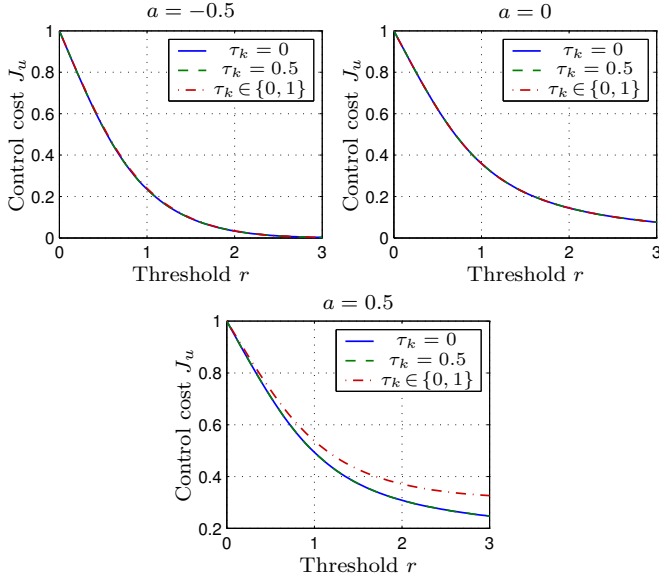 a = −0.5
Control cost J_u
1
0.8
0.6
0.4
0.2
0
τ_k = 0
τ_k = 0.5
τ_k ∈ {0, 1}
0 1 2 3
Threshold r
a = 0
Control cost J_u
1
0.8
0.6
0.4
0.2
0
τ_k = 0
τ_k = 0.5
τ_k ∈ {0, 1}
0 1 2 3
Threshold r
a = 0.5
Control cost J_u
1
0.8
0.6
0.4
0.2
τ_k = 0
τ_k = 0.5
τ_k ∈ {0, 1}
0 1 2 3
Threshold r